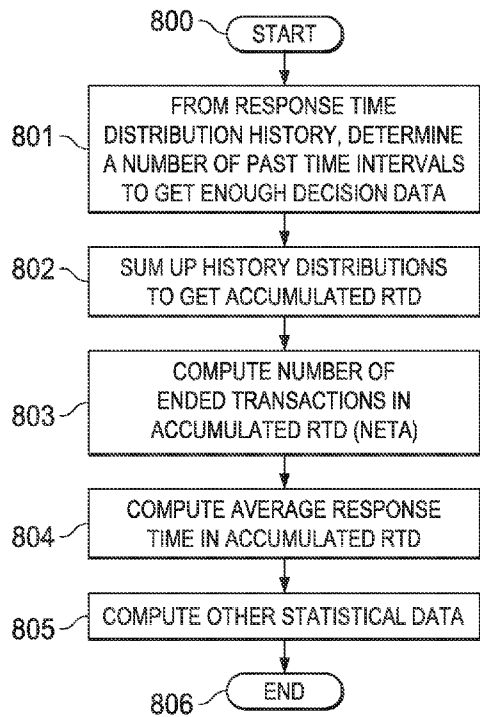 800
START
801
FROM RESPONSE TIME
DISTRIBUTION HISTORY, DETERMINE
A NUMBER OF PAST TIME INTERVALS
TO GET ENOUGH DECISION DATA
802
SUM UP HISTORY DISTRIBUTIONS
TO GET ACCUMULATED RTD
803
COMPUTE NUMBER OF
ENDED TRANSACTIONS IN
ACCUMULATED RTD (NETA)
804
COMPUTE AVERAGE RESPONSE
TIME IN ACCUMULATED RTD
805
COMPUTE OTHER STATISTICAL DATA
806
END